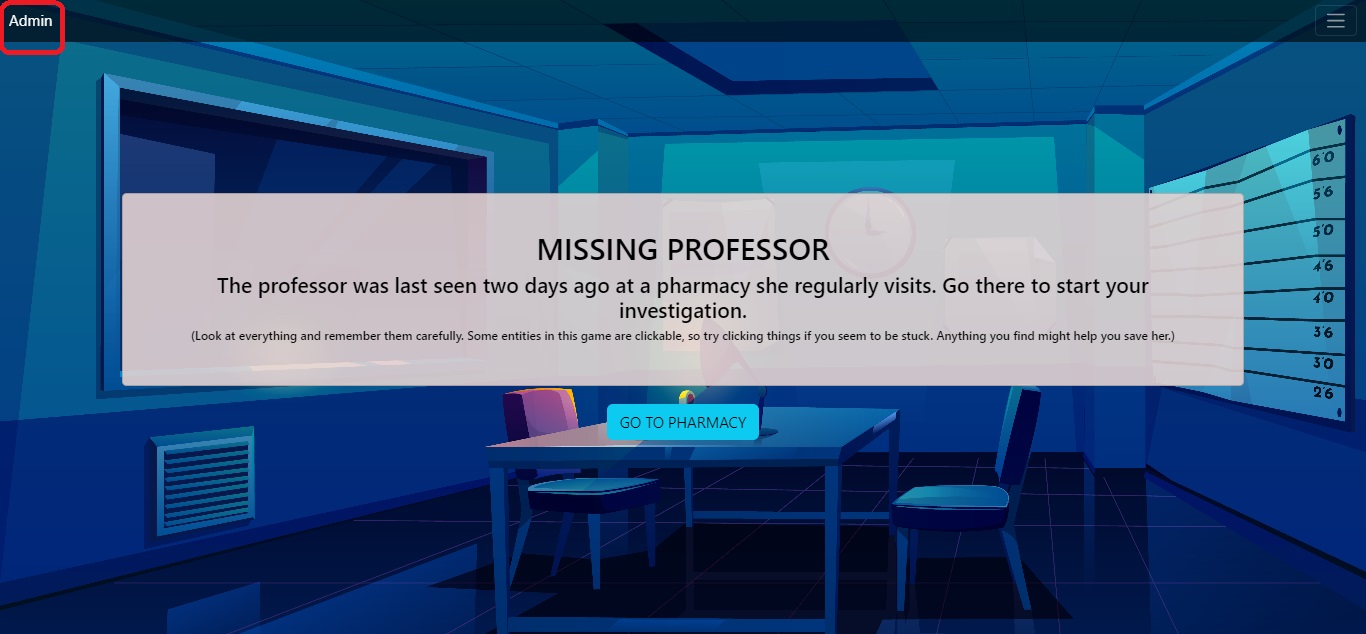 Admin
MISSING PROFESSOR
The professor was last seen two days ago at a pharmacy she regularly visits. Go there to start your
investigation.
(Look at everything and remember them carefully. Some entities in this game are clickable, so try clicking things if you seem to be stuck. Anything you find might help you save her.)
GO TO PHARMACY
6'0
5'6
5'0
4'6
4'0
3'6
3'0
2'6